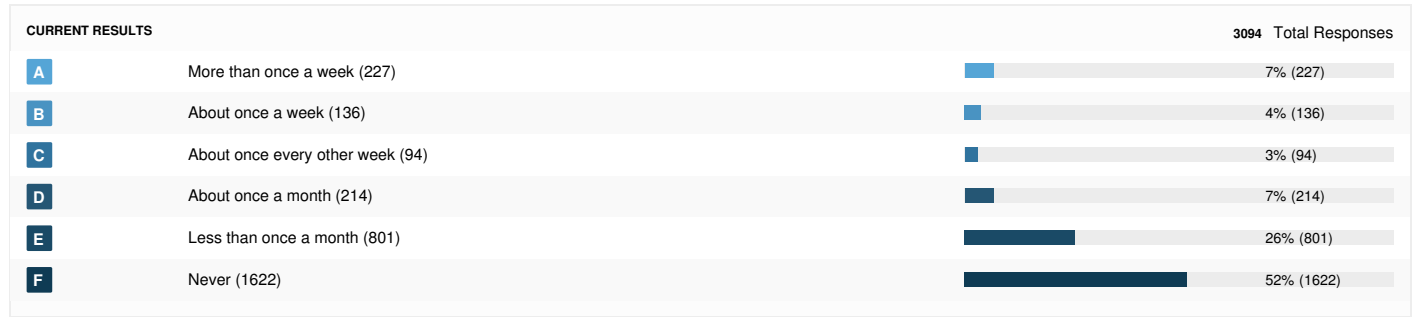 CURRENT RESULTS 3094 Total Responses
A More than once a week (227) 7% (227)
B About once a week (136) 4% (136)
C About once every other week (94) 3% (94)
D About once a month (214) 7% (214)
E Less than once a month (801) 26% (801)
F Never (1622) 52% (1622)